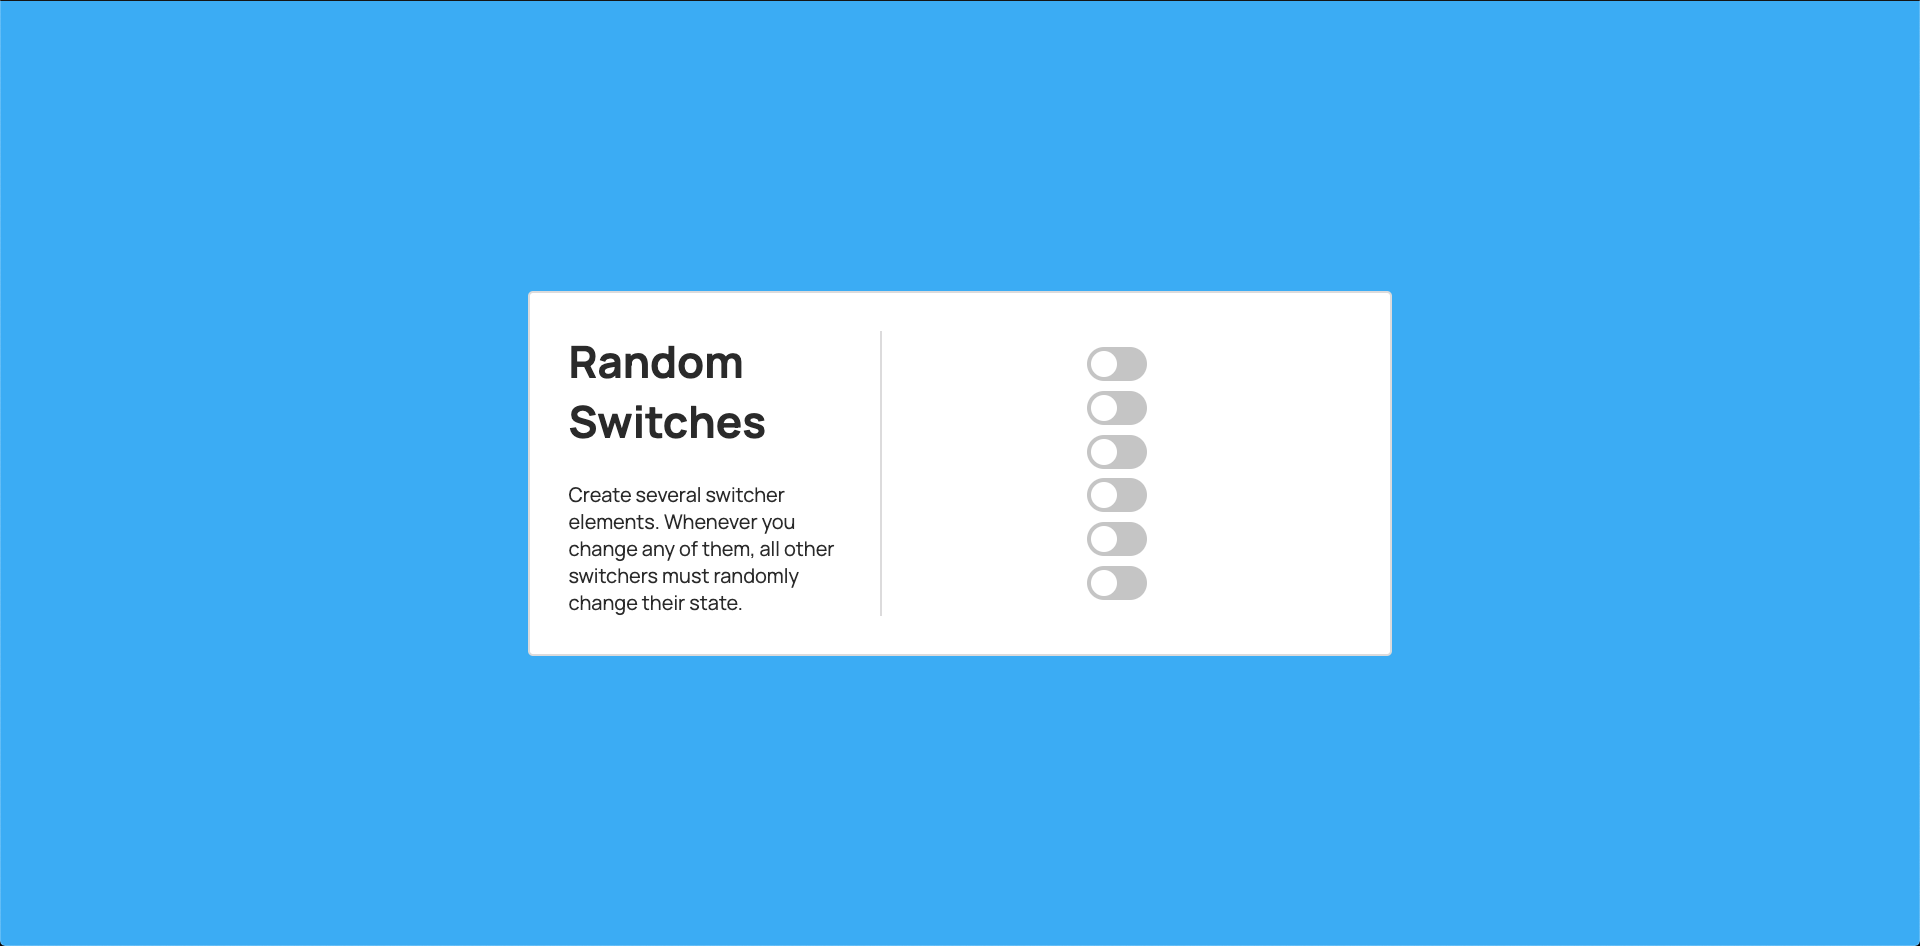 Random
Switches
Create several switcher
elements. Whenever you
change any of them, all other
switchers must randomly
change their state.